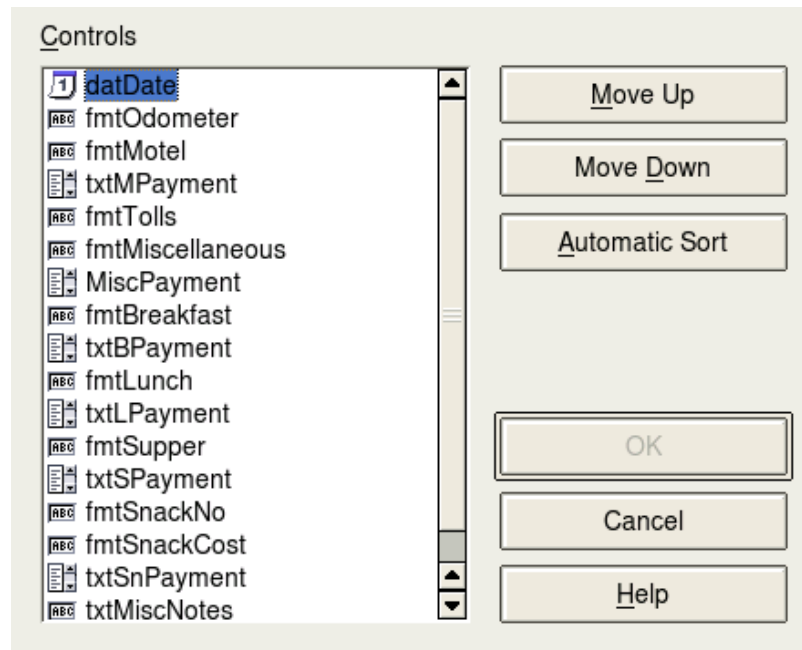 Controls
datDate
fmtOdometer
fmtMotel
txtMPayment
fmtTolls
fmtMiscellaneous
MiscPayment
fmtBreakfast
txtBPayment
fmtLunch
txtLPayment
fmtSupper
txtSPayment
fmtSnackNo
fmtSnackCost
txtSnPayment
txtMiscNotes
Move Up
Move Down
Automatic Sort
OK
Cancel
Help